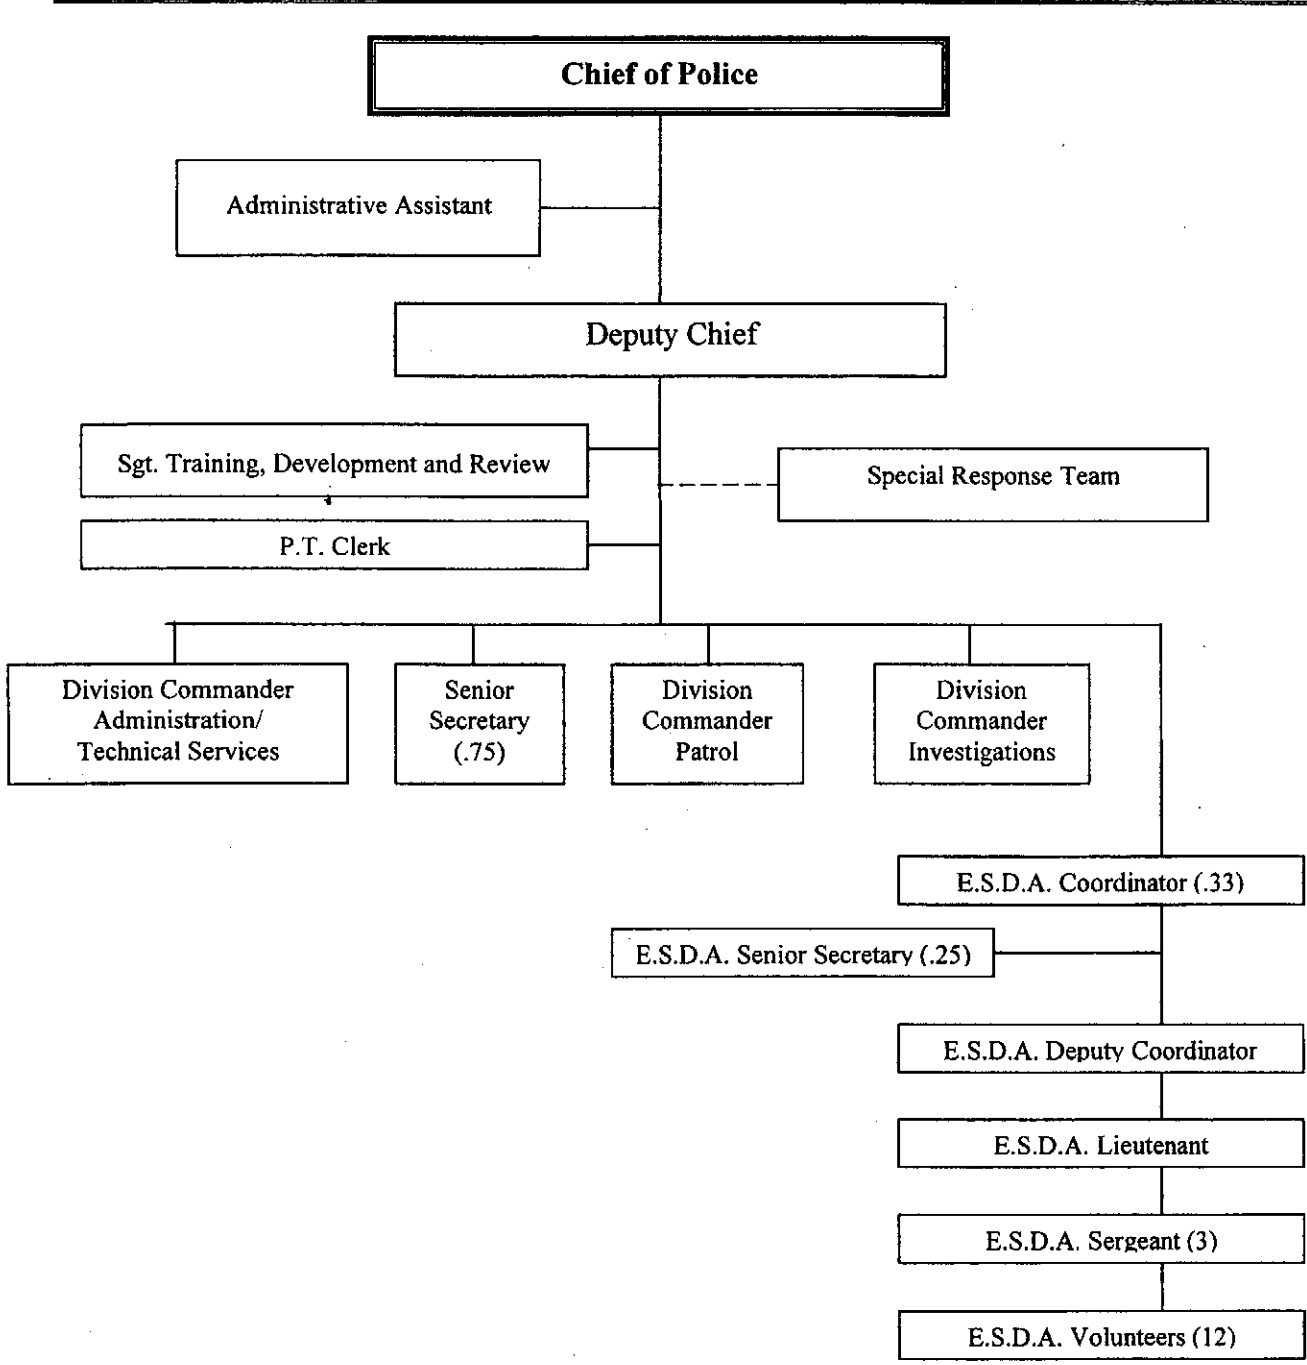 Chief of Police
Administrative Assistant
Deputy Chief
Sgt. Training, Development and Review
Special Response Team
P.T. Clerk
Division Commander
Administration/
Technical Services
Senior
Secretary
(.75)
Division
Commander
Patrol
Division
Commander
Investigations
E.S.D.A. Coordinator (.33)
E.S.D.A. Senior Secretary (.25)
E.S.D.A. Deputy Coordinator
E.S.D.A. Lieutenant
E.S.D.A. Sergeant (3)
E.S.D.A. Volunteers (12)